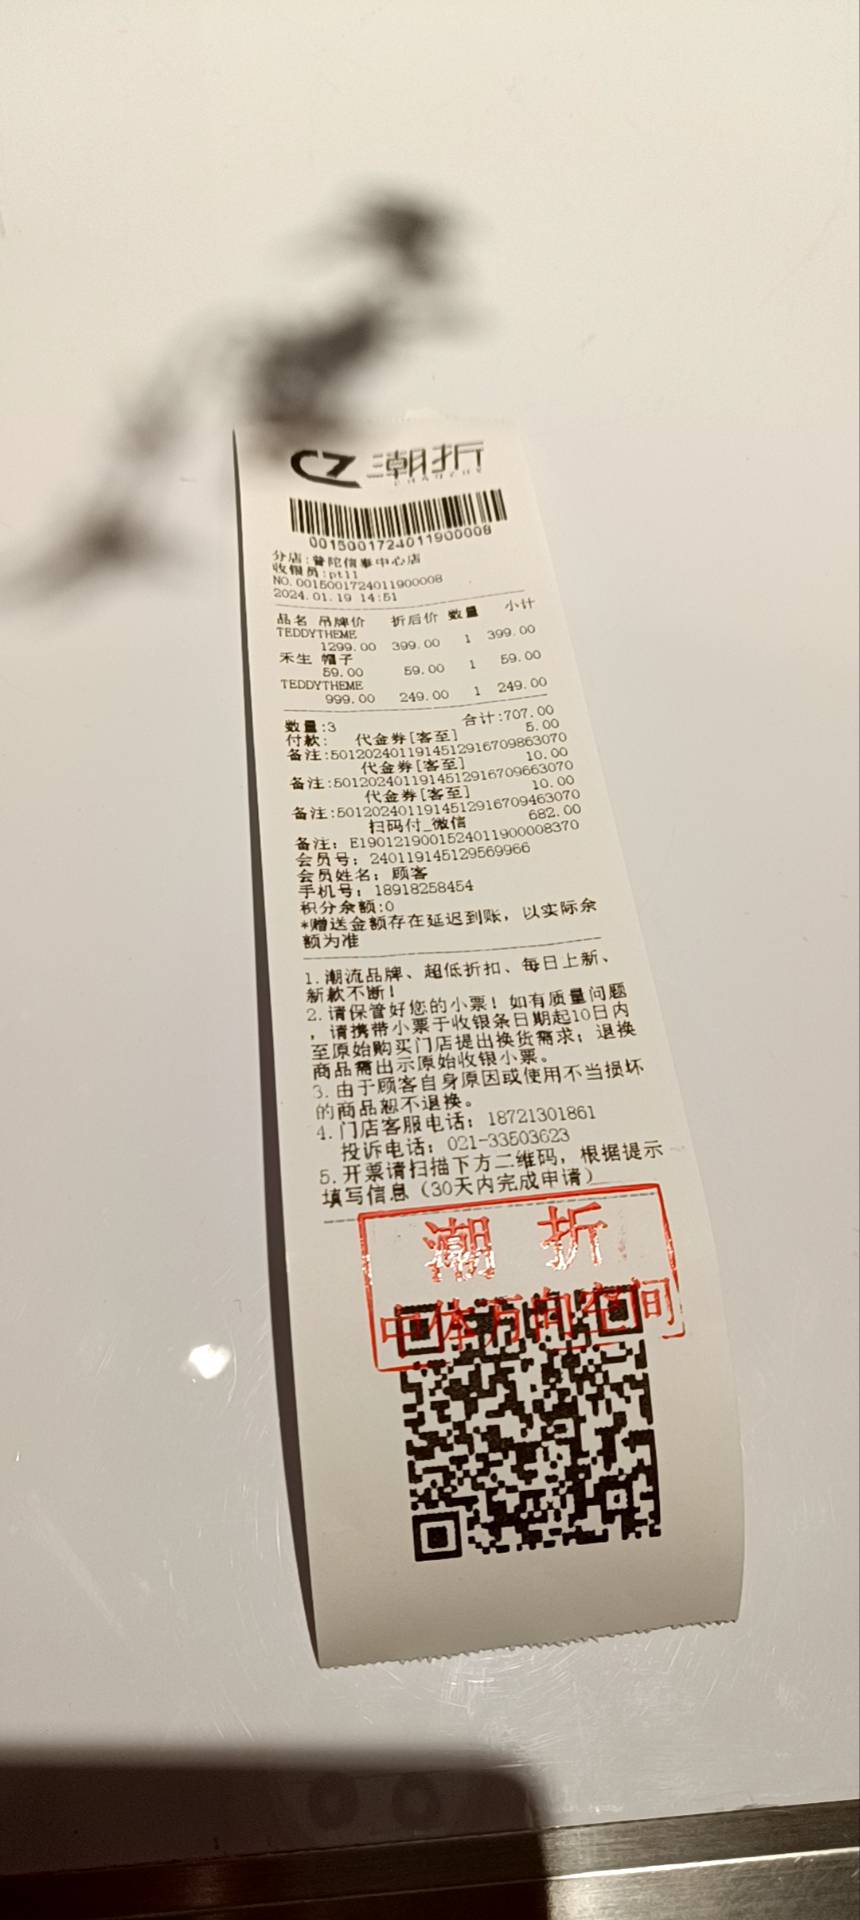 CZ 潮折
CHAOZHE
0015001724011900008
分店:普陀信泰中心店
收银员:pt11
NO.0015001724011900008
2024.01.19 14:51
品名 吊牌价 折后价 数量 小计
TEDDYTHEME
1299.00 399.00 1 399.00
禾生 帽子
59.00 59.00 1 59.00
TEDDYTHEME
999.00 249.00 1 249.00
数量:3 合计:707.00
付款: 代金券[客至] 5.00
备注:501202401191451291670986​3070
代金券[客至] 10.00
备注:5012024011914512916709663070
代金券[客至] 10.00
备注:5012024011914512916709463070
扫码付_微信 682.00
备注: E1901219001524011900008370
会员号: 240119145129569966
会员姓名: 顾客
手机号: 18918258454
积分余额:0
*赠送金额存在延迟到账, 以实际余
额为准
1.潮流品牌、超低折扣、每日上新、
新款不断!
2.请保管好您的小票! 如有质量问题
, 请携带小票于收银条日期起10日内
至原始购买门店提出换货需求; 退换
商品需出示原始收银小票。
3.由于顾客自身原因或使用不当损坏
的商品恕不退换。
4.门店客服电话: 18721301861
投诉电话: 021-33503623
5.开票请扫描下方二维码, 根据提示
填写信息 (30天内完成申请)
潮 折
中体万向空间